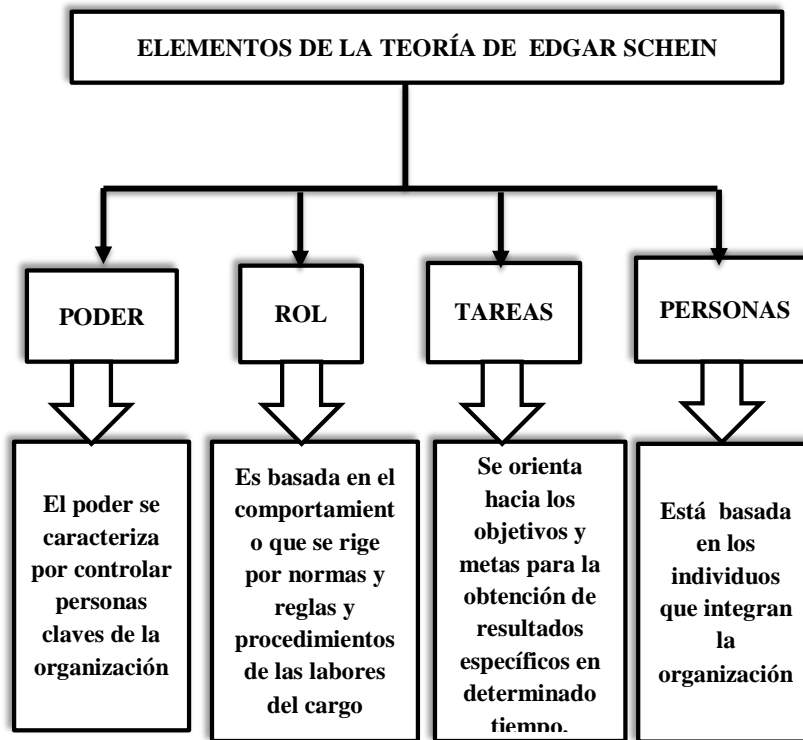 ELEMENTOS DE LA TEORÍA DE EDGAR SCHEIN
PODER
ROL
TAREAS
PERSONAS
El poder se
caracteriza
por controlar
personas
claves de la
organización
Es basada en el
comportamient
o que se rige
por normas y
reglas y
procedimientos
de las labores
del cargo
Se orienta
hacia los
objetivos y
metas para la
obtención de
resultados
específicos en
determinado
tiempo.
Está basada
en los
individuos
que integran
la
organización